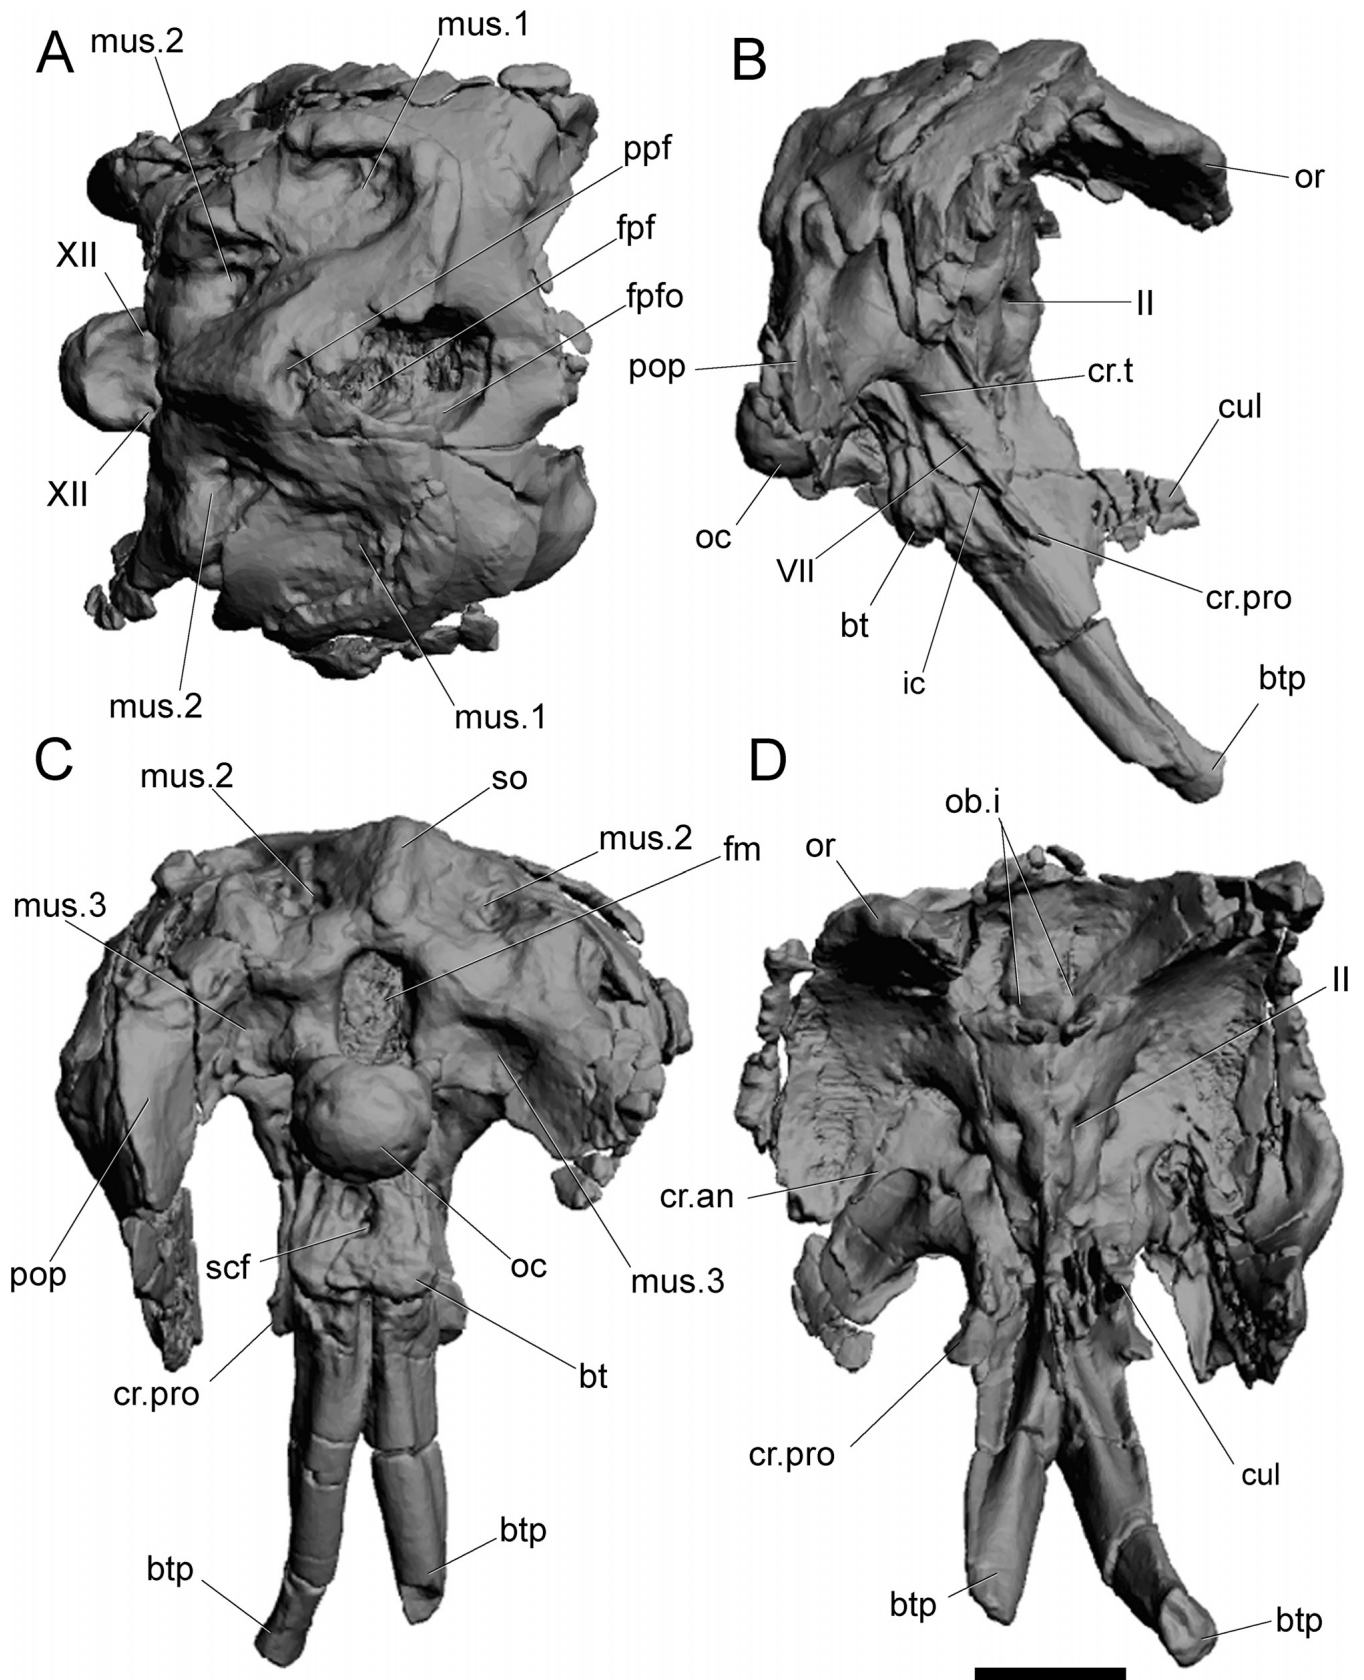 A
mus.2
mus.1
ppf
fpf
fpfo
XII
XII
mus.2
mus.1
B
or
II
pop
cr.t
cul
oc
VII
bt
ic
cr.pro
btp
C
mus.2
so
mus.2
fm
mus.3
pop
scf
oc
mus.3
cr.pro
bt
btp
btp
D
ob.i
or
II
cr.an
cr.pro
cul
btp
btp